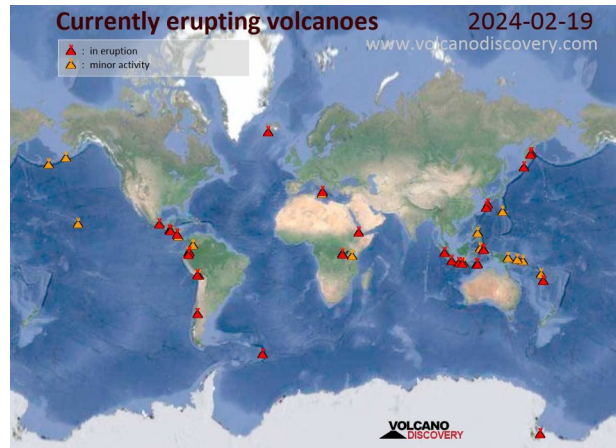 Currently erupting volcanoes 2024-02-19
www.volcanodiscovery.com
: in eruption
: minor activity
VOLCANO
DISCOVERY